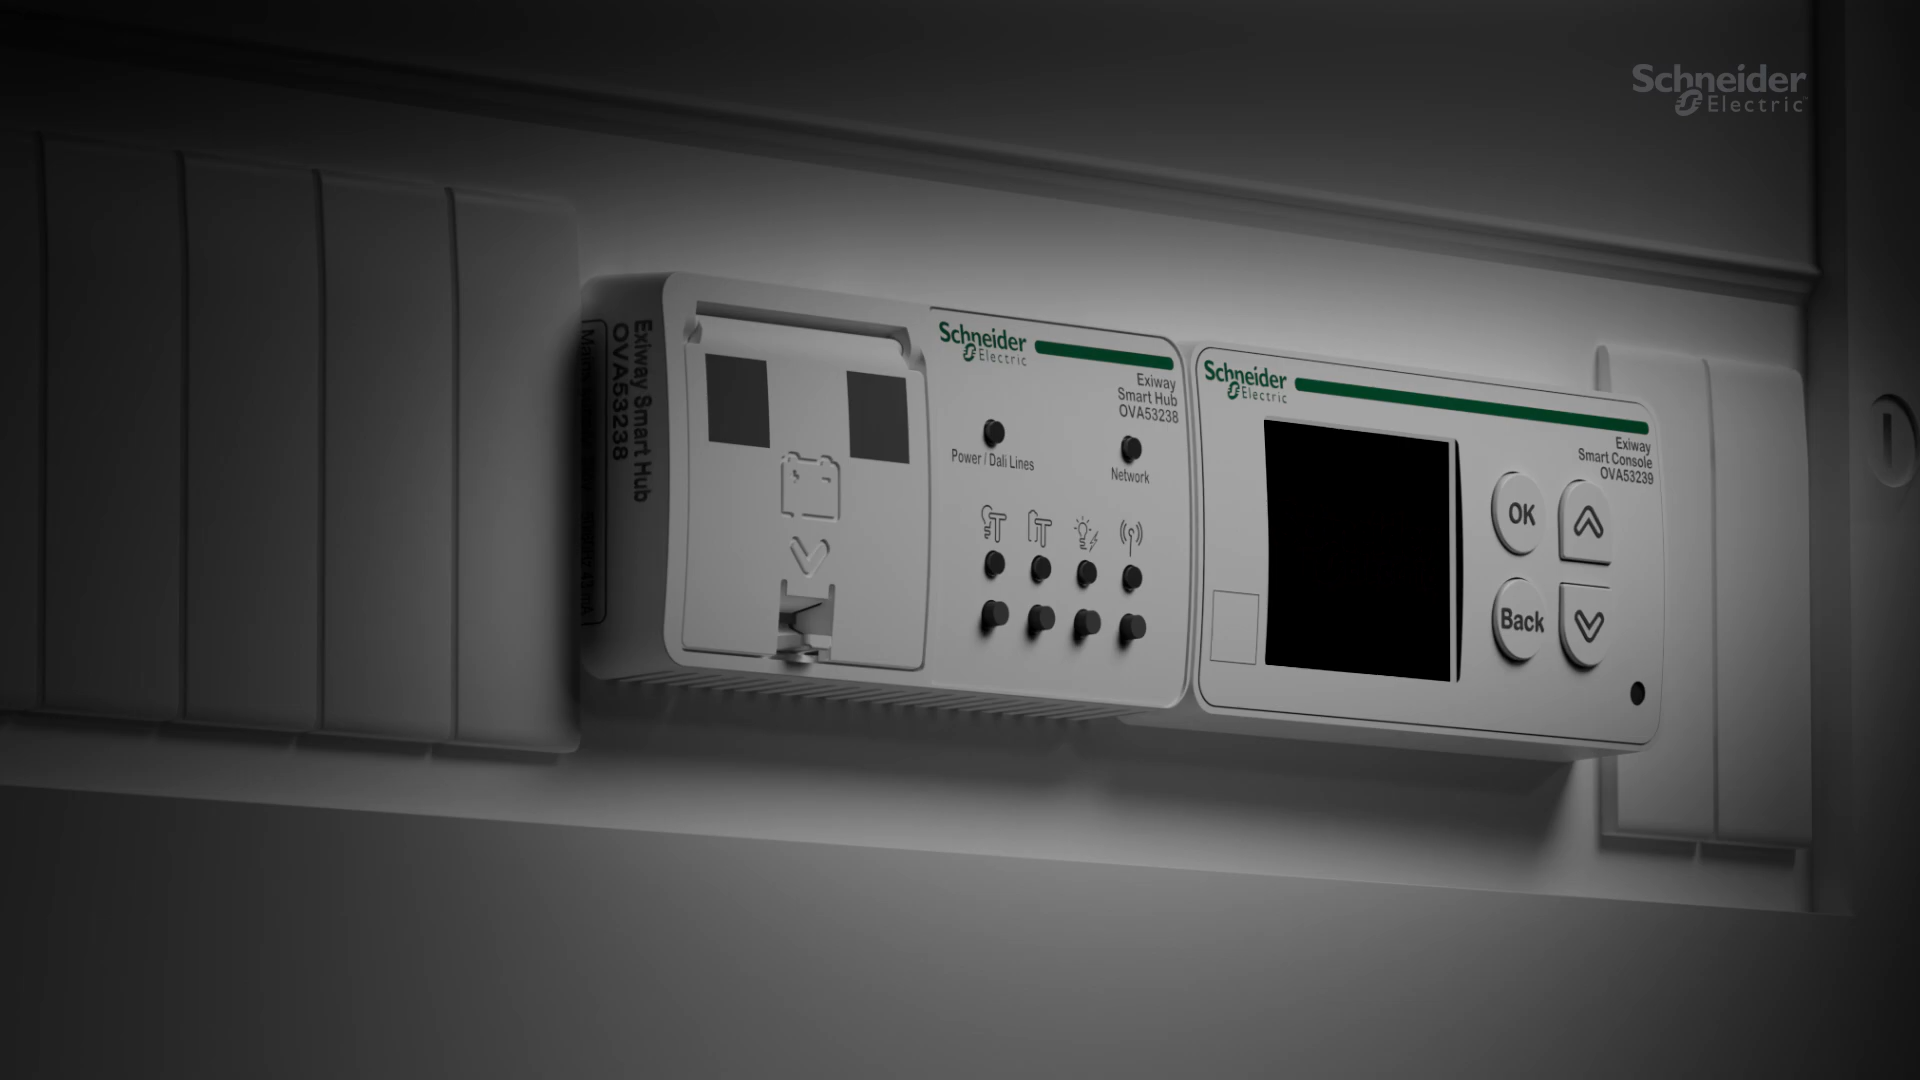 Schneider
Electric
Exiway Smart Hub
OVA53238
Schneider
Electric
Exiway
Smart Hub
OVA53238
Power / Dali Lines
Network
Schneider
Electric
Exiway
Smart Console
OVA53239
OK
Back